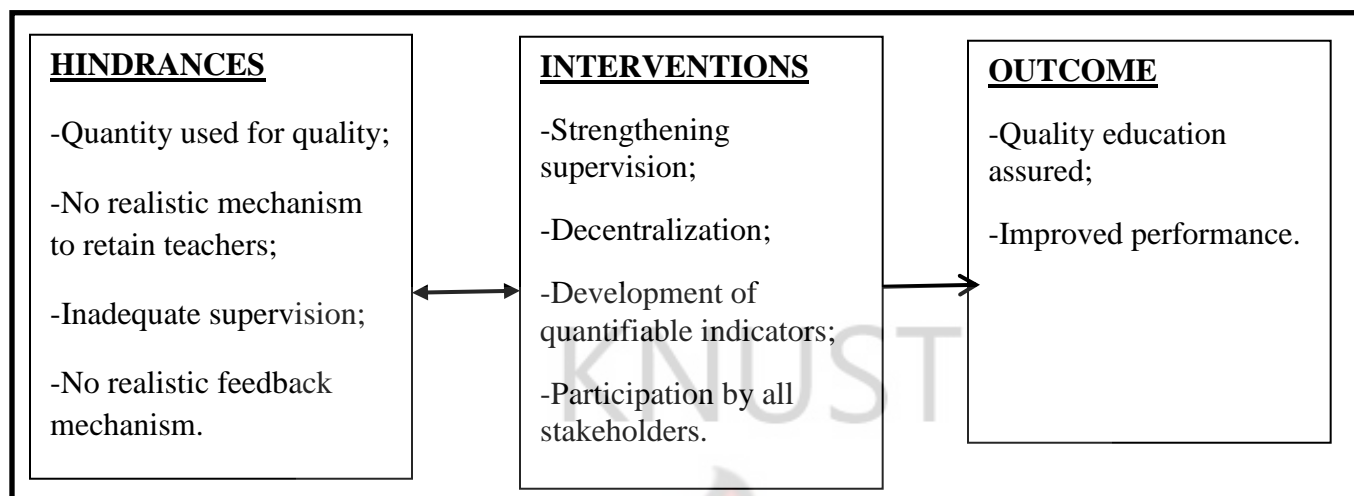 HINDRANCES
-Quantity used for quality;
-No realistic mechanism
to retain teachers;
-Inadequate supervision;
-No realistic feedback
mechanism.
INTERVENTIONS
-Strengthening
supervision;
-Decentralization;
-Development of
quantifiable indicators;
-Participation by all
stakeholders.
OUTCOME
-Quality education
assured;
-Improved performance.
KNUST